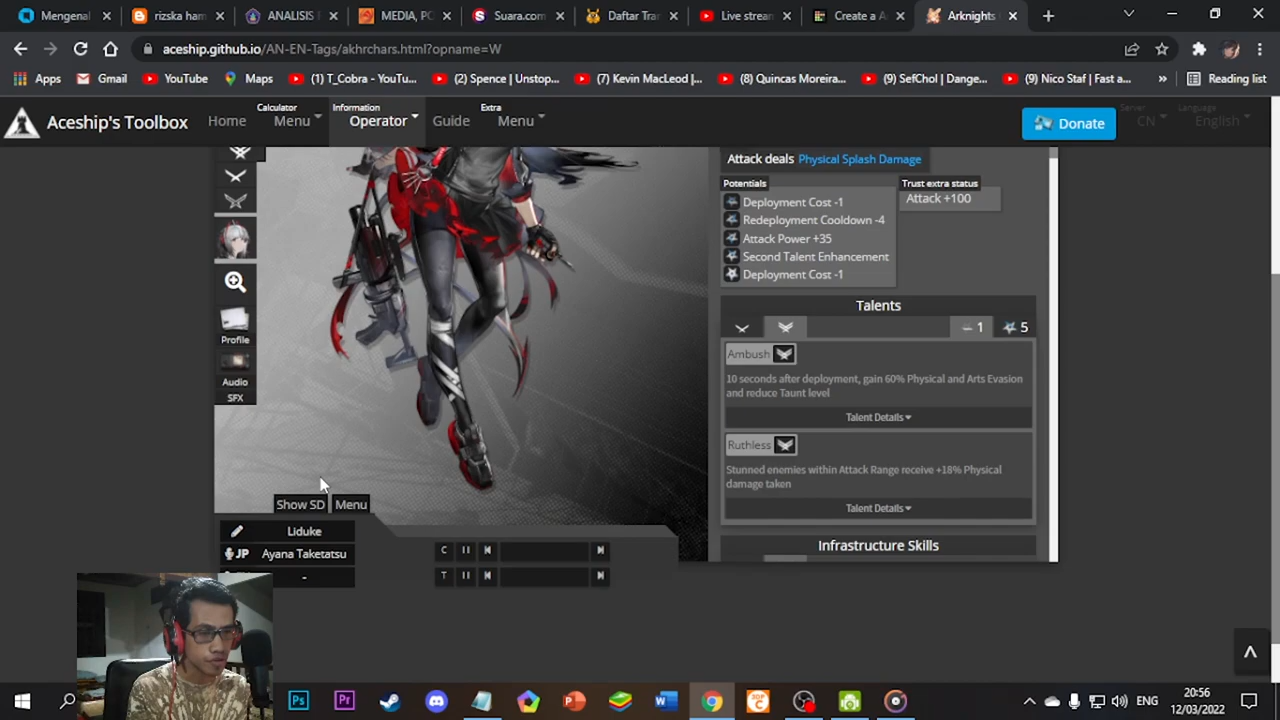 Mengenal
rizska ham
ANALISIS F
MEDIA, PC
Suara.com
Daftar Tran
Live stream
Create a A
Arknights
aceship.github.io/AN-EN-Tags/akhrchars.html?opname=W
Apps
Gmail
YouTube
Maps
(1) T_Cobra - YouT...
(2) Spence | Unstop...
(7) Kevin MacLeod |...
(8) Quincas Moreira...
(9) SefChol | Dange...
(9) Nico Staf | Fast a...
»
Reading list
Aceship's Toolbox
Home
Calculator
Menu
Information
Operator
Guide
Extra
Menu
Donate
Server
CN
Language
English
Attack deals Physical Splash Damage
Potentials
Deployment Cost -1
Redeployment Cooldown -4
Attack Power +35
Second Talent Enhancement
Deployment Cost -1
Trust extra status
Attack +100
Talents
1
5
Ambush
10 seconds after deployment, gain 60% Physical and Arts Evasion
and reduce Taunt level
Talent Details
Ruthless
Stunned enemies within Attack Range receive +18% Physical
damage taken
Talent Details
Infrastructure Skills
Profile
Audio
SFX
Show SD
Menu
Liduke
JP Ayana Taketatsu
-
C
T
ENG
20:56
12/03/2022